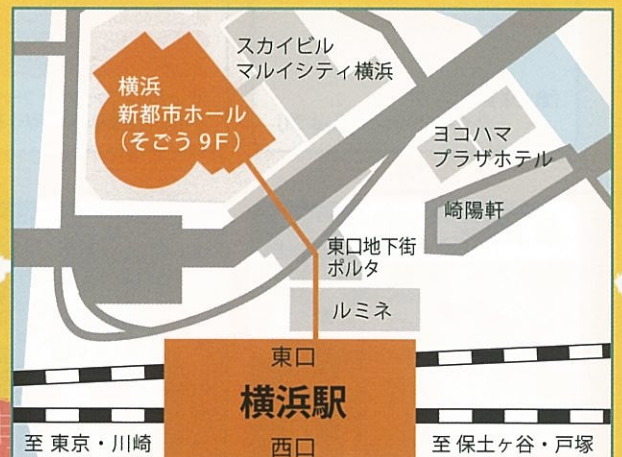 スカイビル
マルイシティ横浜
横浜
新都市ホール
(そごう9F)
ヨコハマ
プラザホテル
崎陽軒
東口地下街
ポルタ
ルミネ
東口
横浜駅
西口
至 東京・川崎
至 保土ヶ谷・戸塚